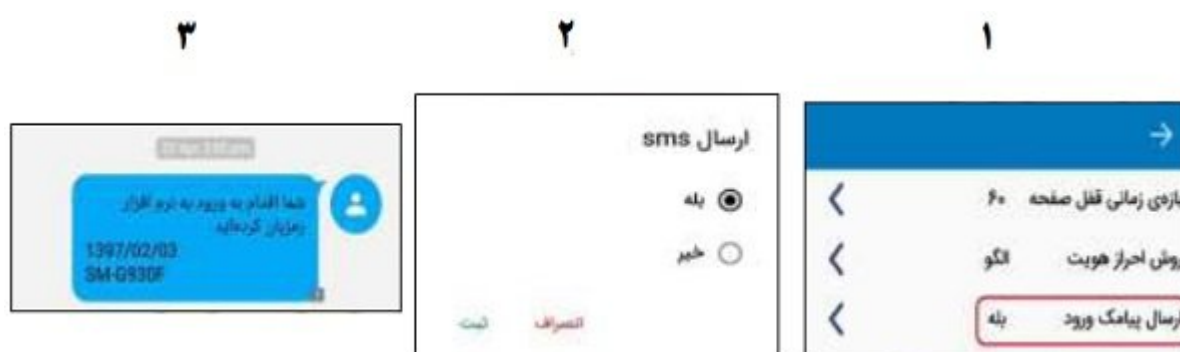 ۳ ۲ ۱
بازه‌ی زمانی قفل صفحه ۶۰
روش احراز هویت الگو
ارسال پیامک ورود بله
ارسال sms
بله
خیر
انصراف ثبت
شما اقدام به ورود به نرم افزار
رمزیار کرده‌اید
1397/02/03
SM-G930F